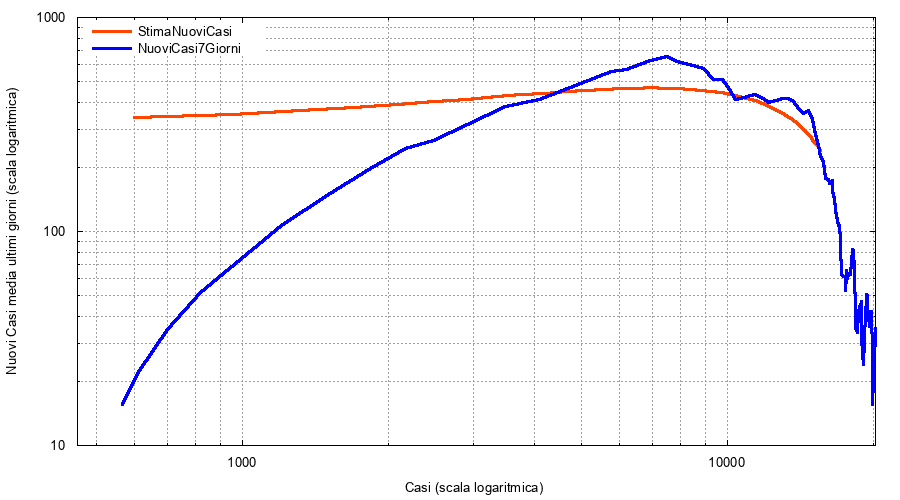 1000
StimaNuoviCasi
NuoviCasi7Giorni
100
10
Nuovi Casi media ultimi giorni (scala logaritmica)
1000
10000
Casi (scala logaritmica)